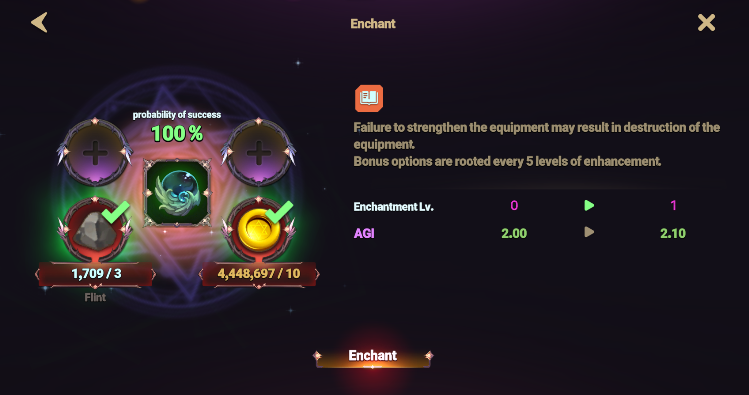 Enchant
probability of success
100 %
Failure to strengthen the equipment may result in destruction of the
equipment.
Bonus options are rooted every 5 levels of enhancement.
Enchantment Lv. 0 1
AGI 2.00 2.10
1,709 / 3
4,448,697 / 10
Flint
Enchant